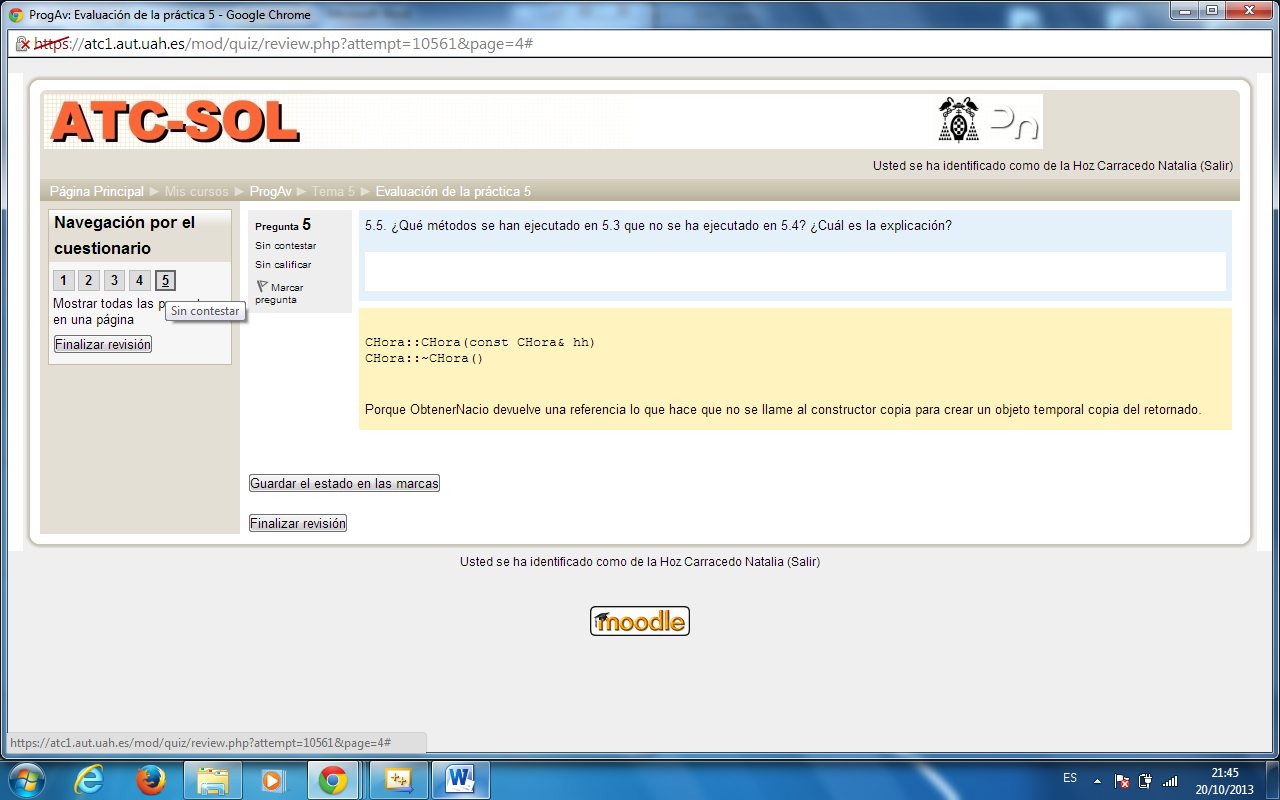 ProgAv: Evaluación de la práctica 5 - Google Chrome
https://atc1.aut.uah.es/mod/quiz/review.php?attempt=10561&page=4#
ATC-SOL
Usted se ha identificado como de la Hoz Carracedo Natalia (Salir)
Página Principal ► Mis cursos ► ProgAv ► Tema 5 ► Evaluación de la práctica 5
Navegación por el
cuestionario
1 2 3 4 5
Mostrar todas las
en una página
Sin contestar
Finalizar revisión
Pregunta 5
Sin contestar
Sin calificar
Marcar
pregunta
5.5. ¿Qué métodos se han ejecutado en 5.3 que no se ha ejecutado en 5.4? ¿Cuál es la explicación?
CHora::CHora(const CHora& hh)
CHora::~CHora()
Porque ObtenerNacio devuelve una referencia lo que hace que no se llame al constructor copia para crear un objeto temporal copia del retornado.
Guardar el estado en las marcas
Finalizar revisión
Usted se ha identificado como de la Hoz Carracedo Natalia (Salir)
moodle
https://atc1.aut.uah.es/mod/quiz/review.php?attempt=10561&page=4#
ES
21:45
20/10/2013